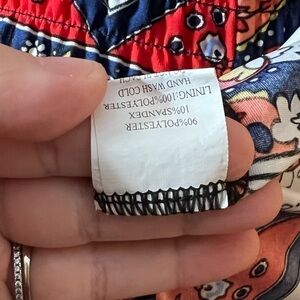 90%POLYESTER
10%SPANDEX
LINING:100%POLYESTER
HAND WASH COLD